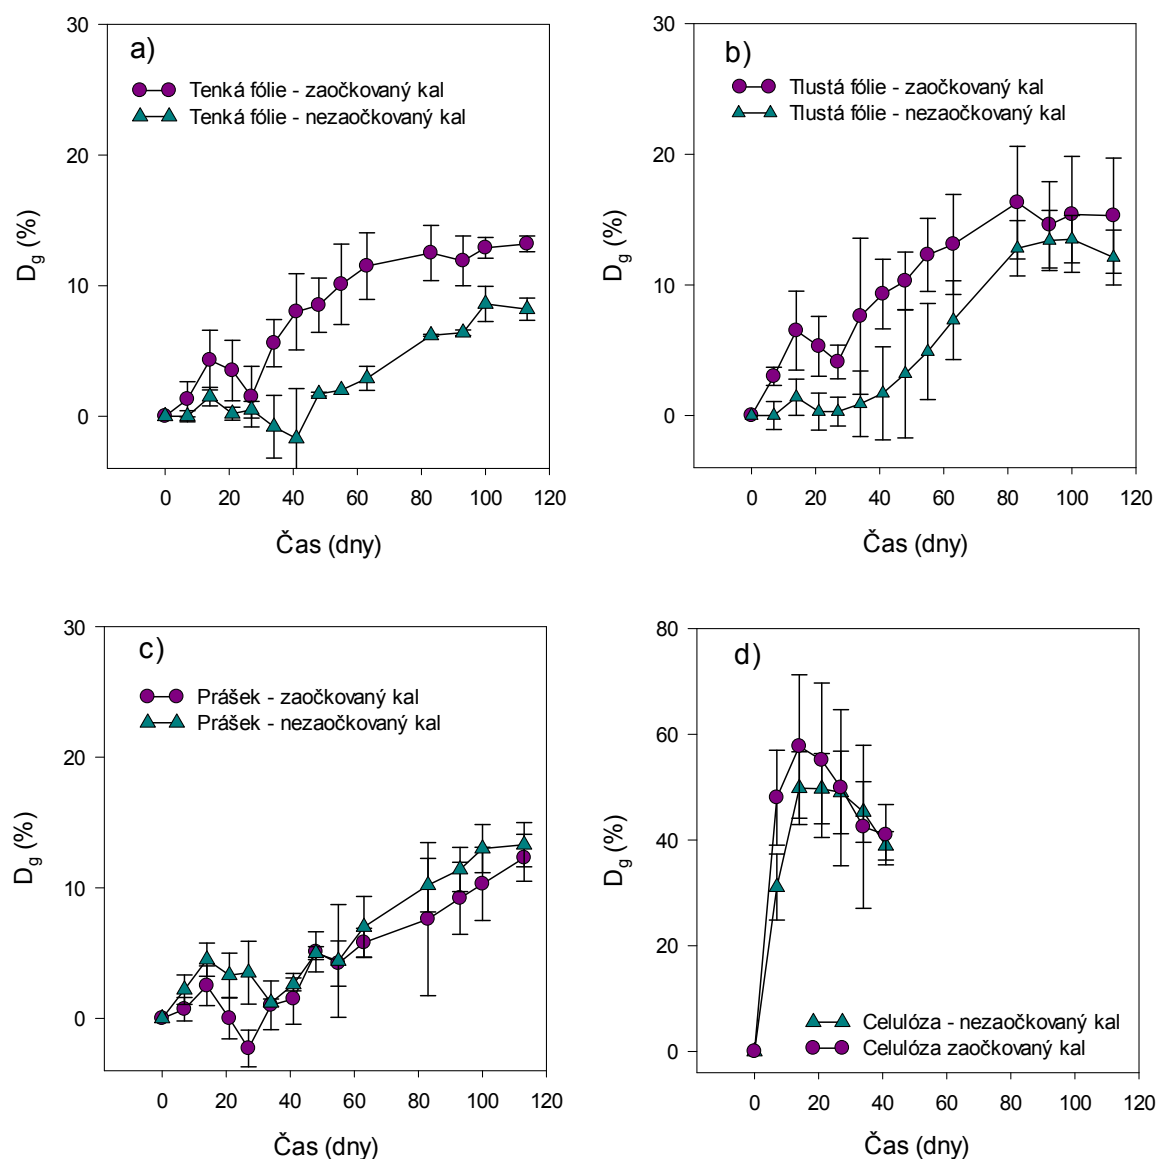 a)
Tenká fólie - zaočkovaný kal
Tenká fólie - nezaočkovaný kal
30
20
10
0
Dg (%)
0 20 40 60 80 100 120
Čas (dny)
b)
Tlustá fólie - zaočkovaný kal
Tlustá fólie - nezaočkovaný kal
30
20
10
0
Dg (%)
0 20 40 60 80 100 120
Čas (dny)
c)
Prášek - zaočkovaný kal
Prášek - nezaočkovaný kal
30
20
10
0
Dg (%)
0 20 40 60 80 100 120
Čas (dny)
d)
80
60
40
20
0
Dg (%)
Celulóza - nezaočkovaný kal
Celulóza zaočkovaný kal
0 20 40 60 80 100 120
Čas (dny)